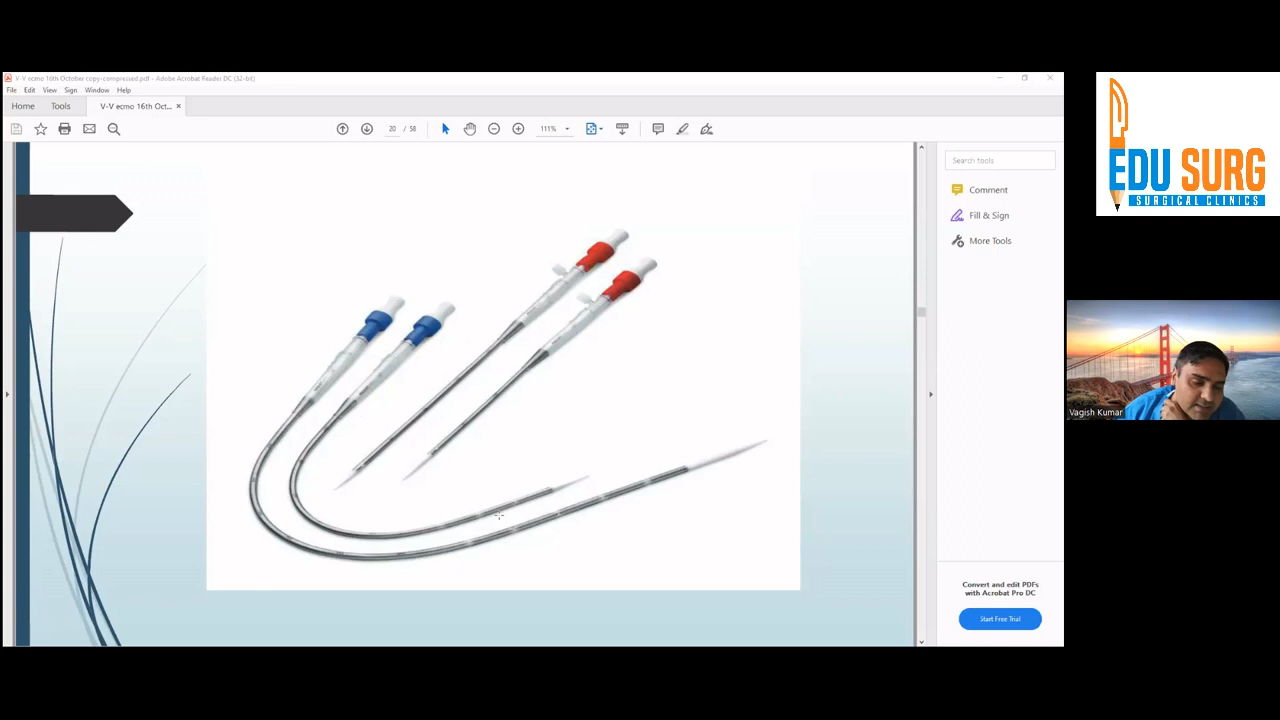 V-V ecmo 16th October copy-compressed.pdf - Adobe Acrobat Reader DC (32-bit)
File Edit View Sign Window Help
Home Tools V-V ecmo 16th Oct... ×
20 / 58 111%
Search tools
Comment
Fill & Sign
More Tools
Convert and edit PDFs
with Acrobat Pro DC
Start Free Trial
EDU SURG
SURGICAL CLINICS
Vagish Kumar